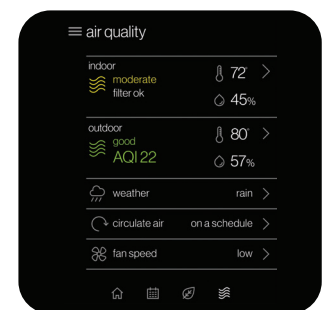 air quality
indoor
moderate 72°
filter ok 45%
outdoor
good 80°
AQI 22 57%
weather rain
circulate air on a schedule
fan speed low